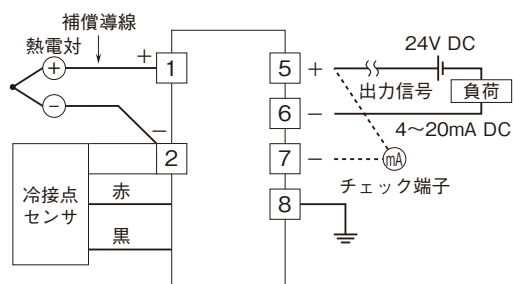 補償導線
熱電対
+
−
+
−
1
2
冷接点
センサ
赤
黒
5
6
7
8
+
−
−
24V DC
出力信号
負荷
4～20mA DC
mA
チェック端子